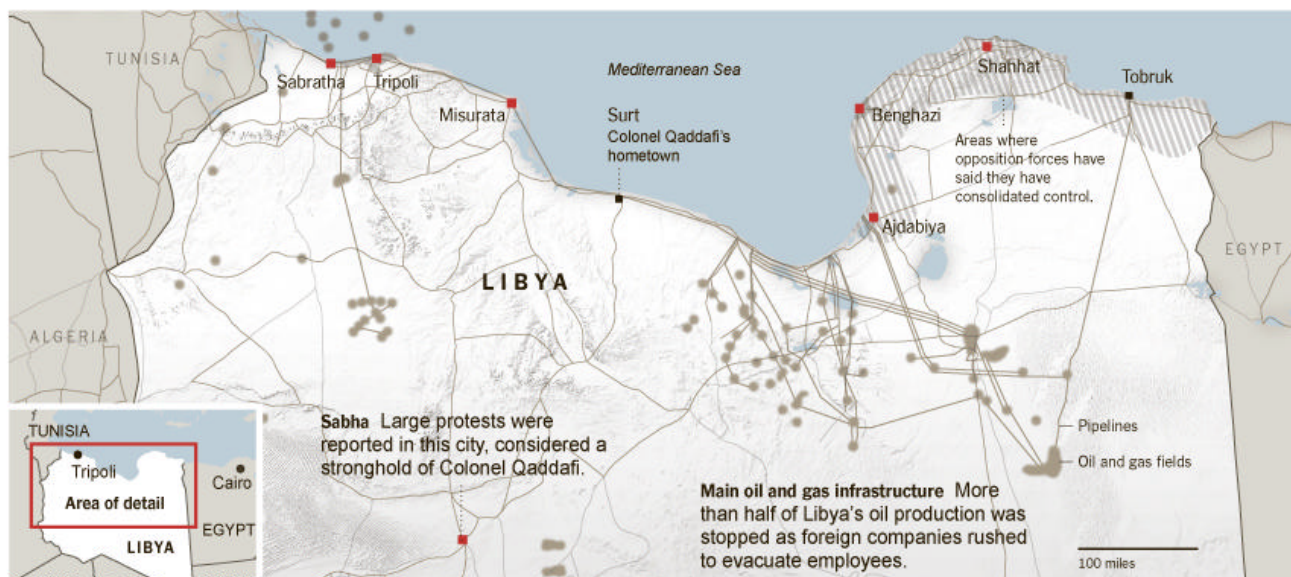 TUNISIA
Sabratha
Tripoli
Misurata
Mediterranean Sea
Surt
Colonel Qaddafi's
hometown
Benghazi
Shahhat
Tobruk
Areas where
opposition forces have
said they have
consolidated control.
Ajdabiya
EGYPT
LIBYA
ALGERIA
Sabha Large protests were
reported in this city, considered a
stronghold of Colonel Qaddafi.
Pipelines
Oil and gas fields
Main oil and gas infrastructure More
than half of Libya's oil production was
stopped as foreign companies rushed
to evacuate employees.
100 miles
TUNISIA
Tripoli
Cairo
Area of detail
EGYPT
LIBYA